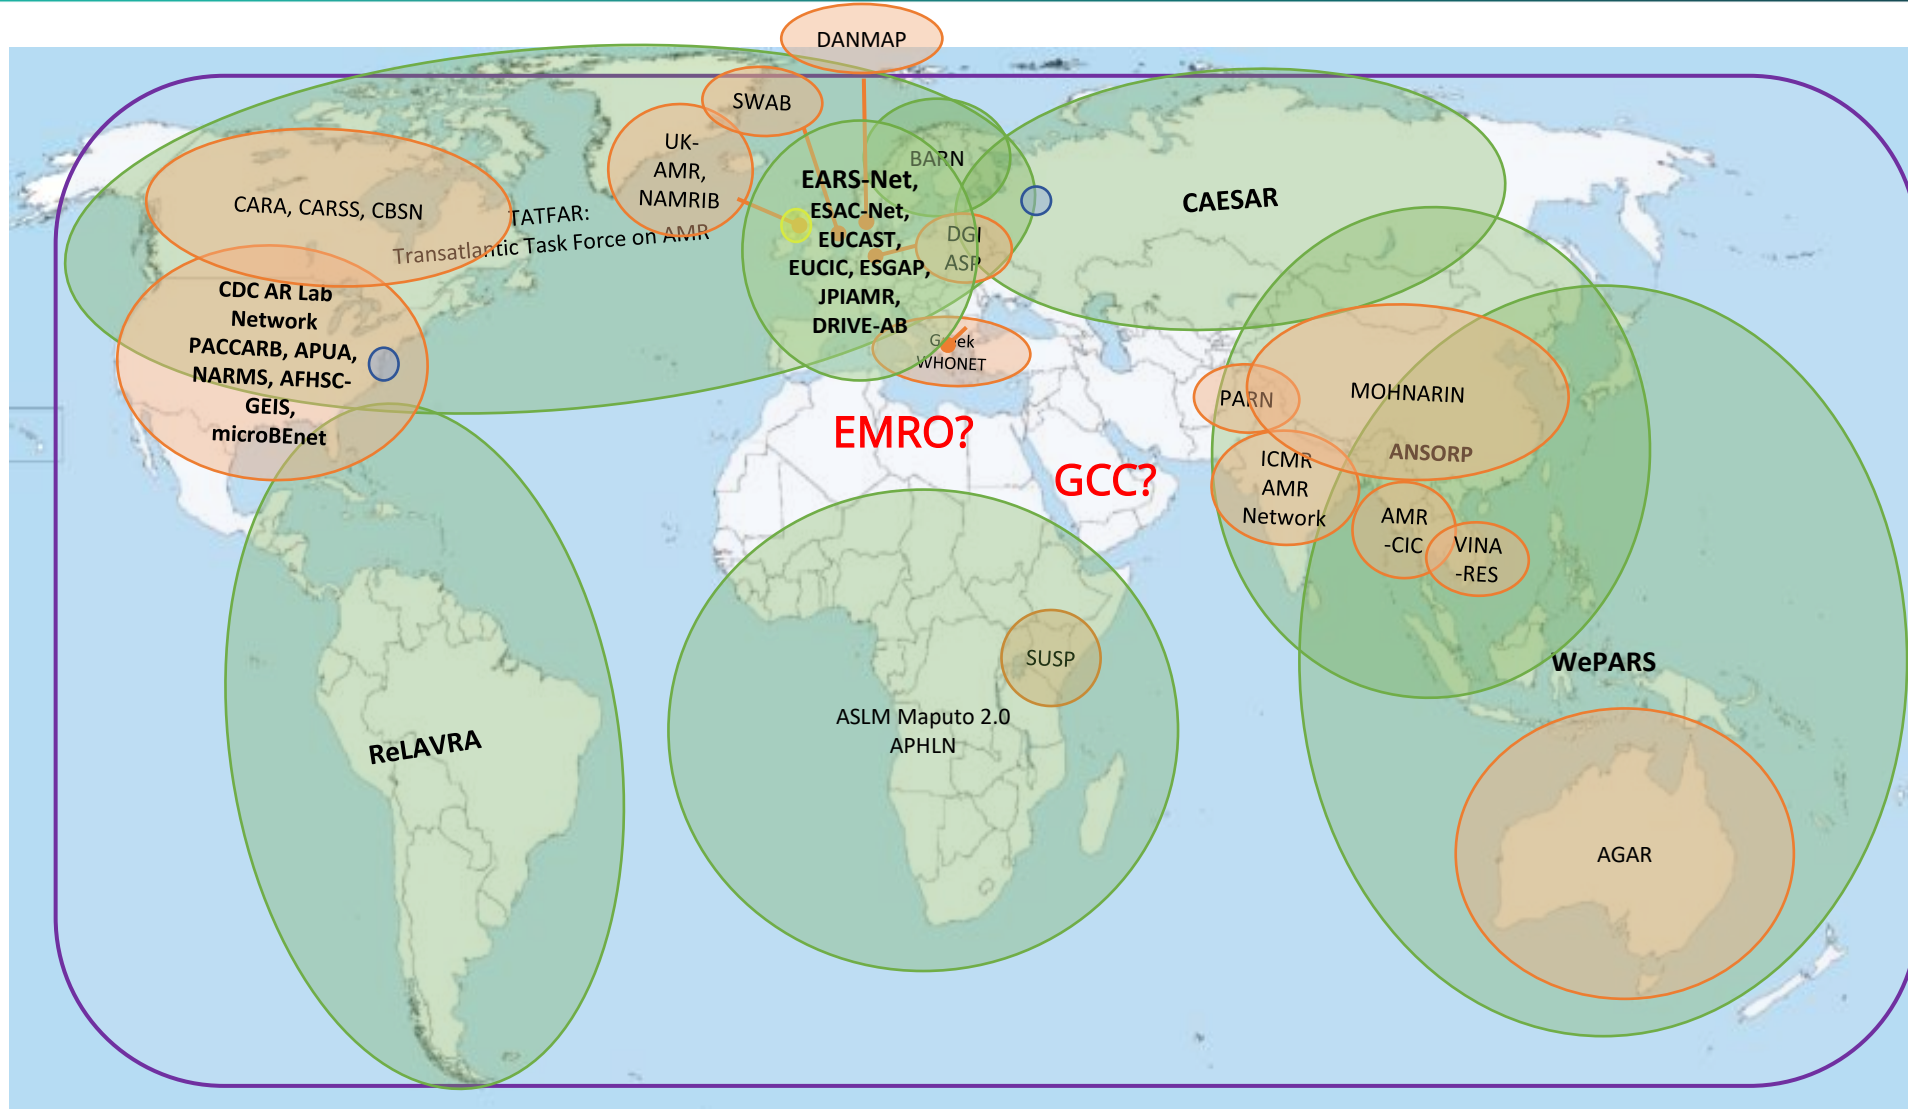 DANMAP
SWAB
UK-
AMR,
NAMRIB
BARN
EARS-Net,
ESAC-Net,
EUCAST,
EUCIC, ESGAP,
JPIAMR,
DRIVE-AB
DGI
ASP
CAESAR
CARA, CARSS, CBSN
TATFAR:
Transatlantic Task Force on AMR
CDC AR Lab
Network
PACCARB, APUA,
NARMS, AFHSC-
GEIS,
microBEnet
WHONET
EMRO?
GCC?
PARN
MOHNARIN
ANSORP
ICMR
AMR
Network
AMR
-CIC
VINA
-RES
SUSP
WePARS
ASLM Maputo 2.0
APHLN
ReLAVRA
AGAR